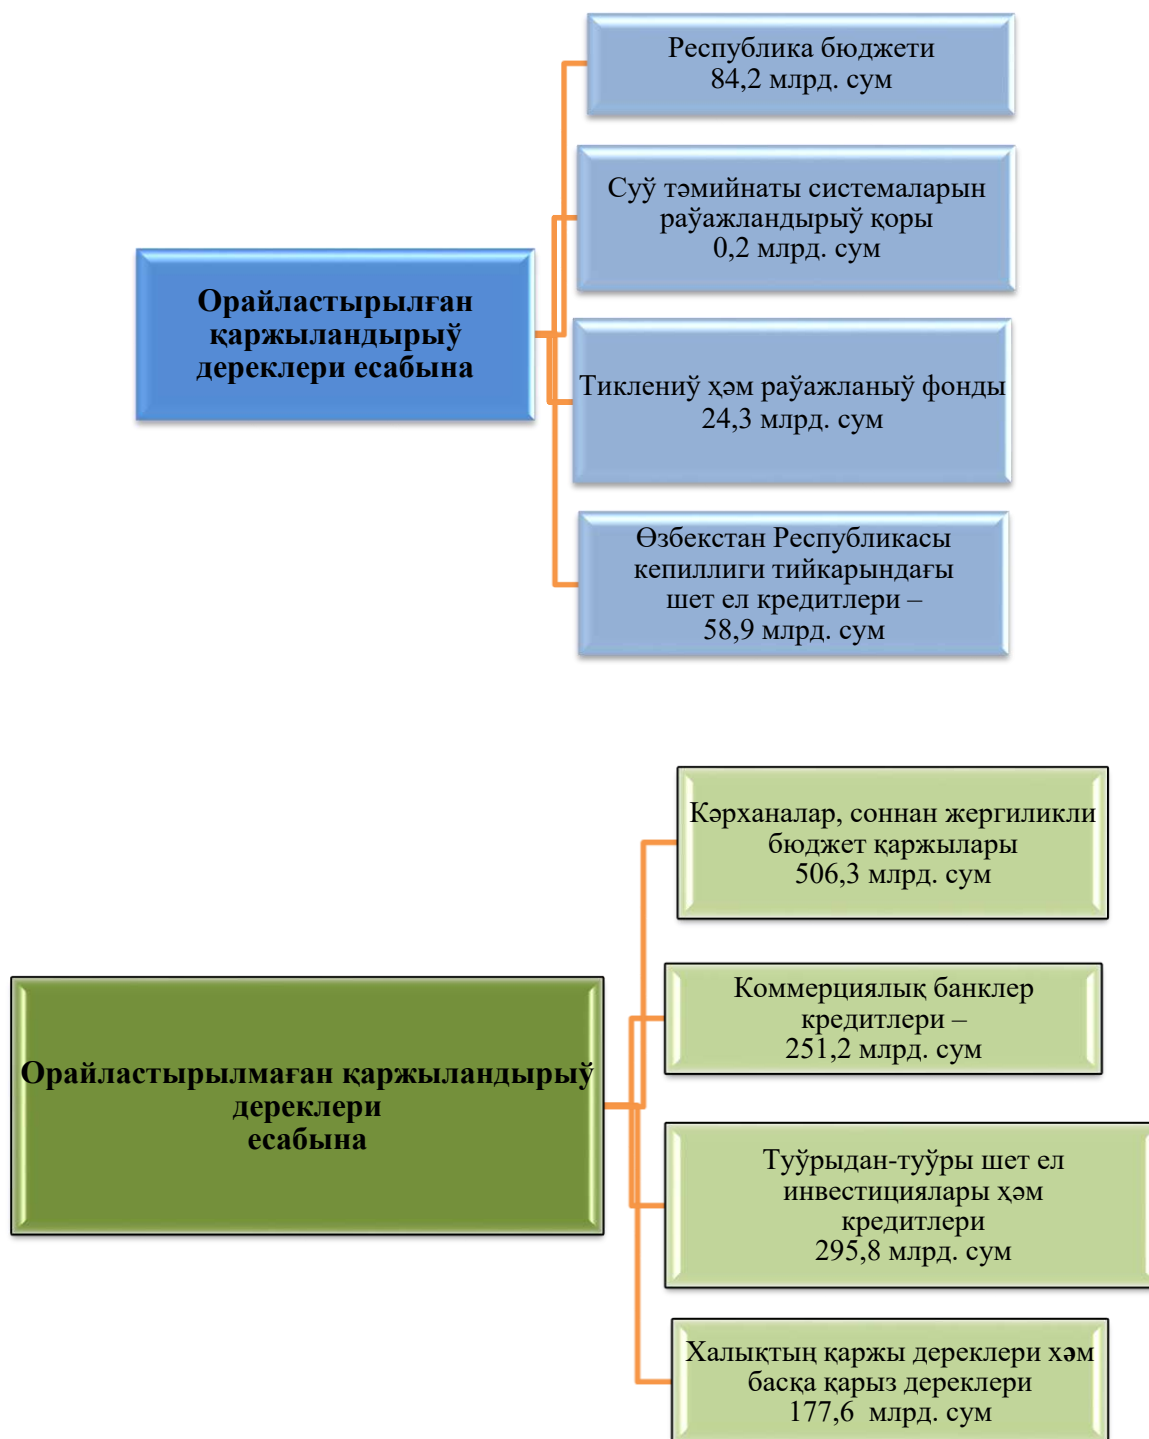 Республика бюджети
84,2 млрд. сум
Суў тәмийнаты системаларын
раўажландырыў қоры
0,2 млрд. сум
Орайластырылған
қаржыландырыў
дереклери есабына
Тиклениў ҳәм раўажланыў фонды
24,3 млрд. сум
Өзбекстан Республикасы
кепиллиги тийкарындағы
шет ел кредитлери –
58,9 млрд. сум
Кәрханалар, соннан жергиликли
бюджет қаржылары
506,3 млрд. сум
Коммерциялық банклер
кредитлери –
251,2 млрд. сум
Орайластырылмаған қаржыландырыў
дереклери
есабына
Туўрыдан-туўры шет ел
инвестициялары ҳәм
кредитлери
295,8 млрд. сум
Халықтың қаржы дереклери хәм
басқа қарыз дереклери
177,6 млрд. сум